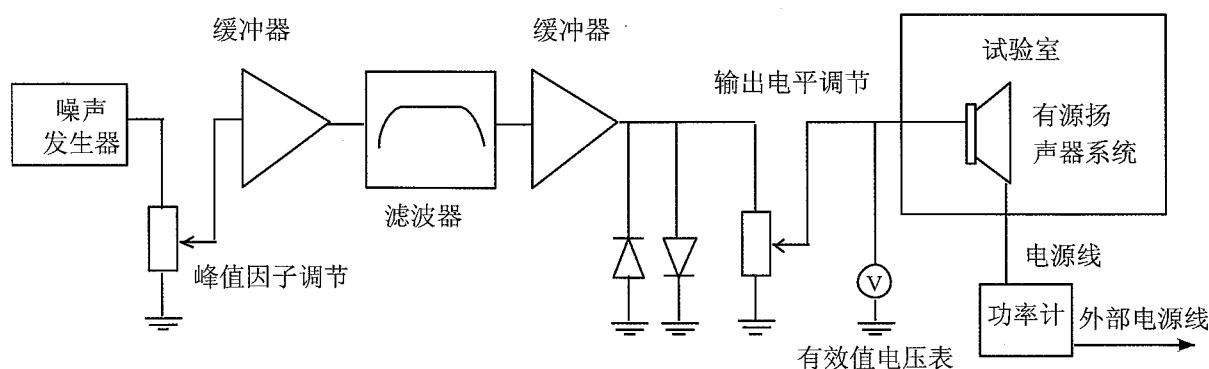 缓冲器
缓冲器
试验室
噪声
发生器
输出电平调节
有源扬
声器系统
滤波器
峰值因子调节
电源线
V
功率计
外部电源线
有效值电压表